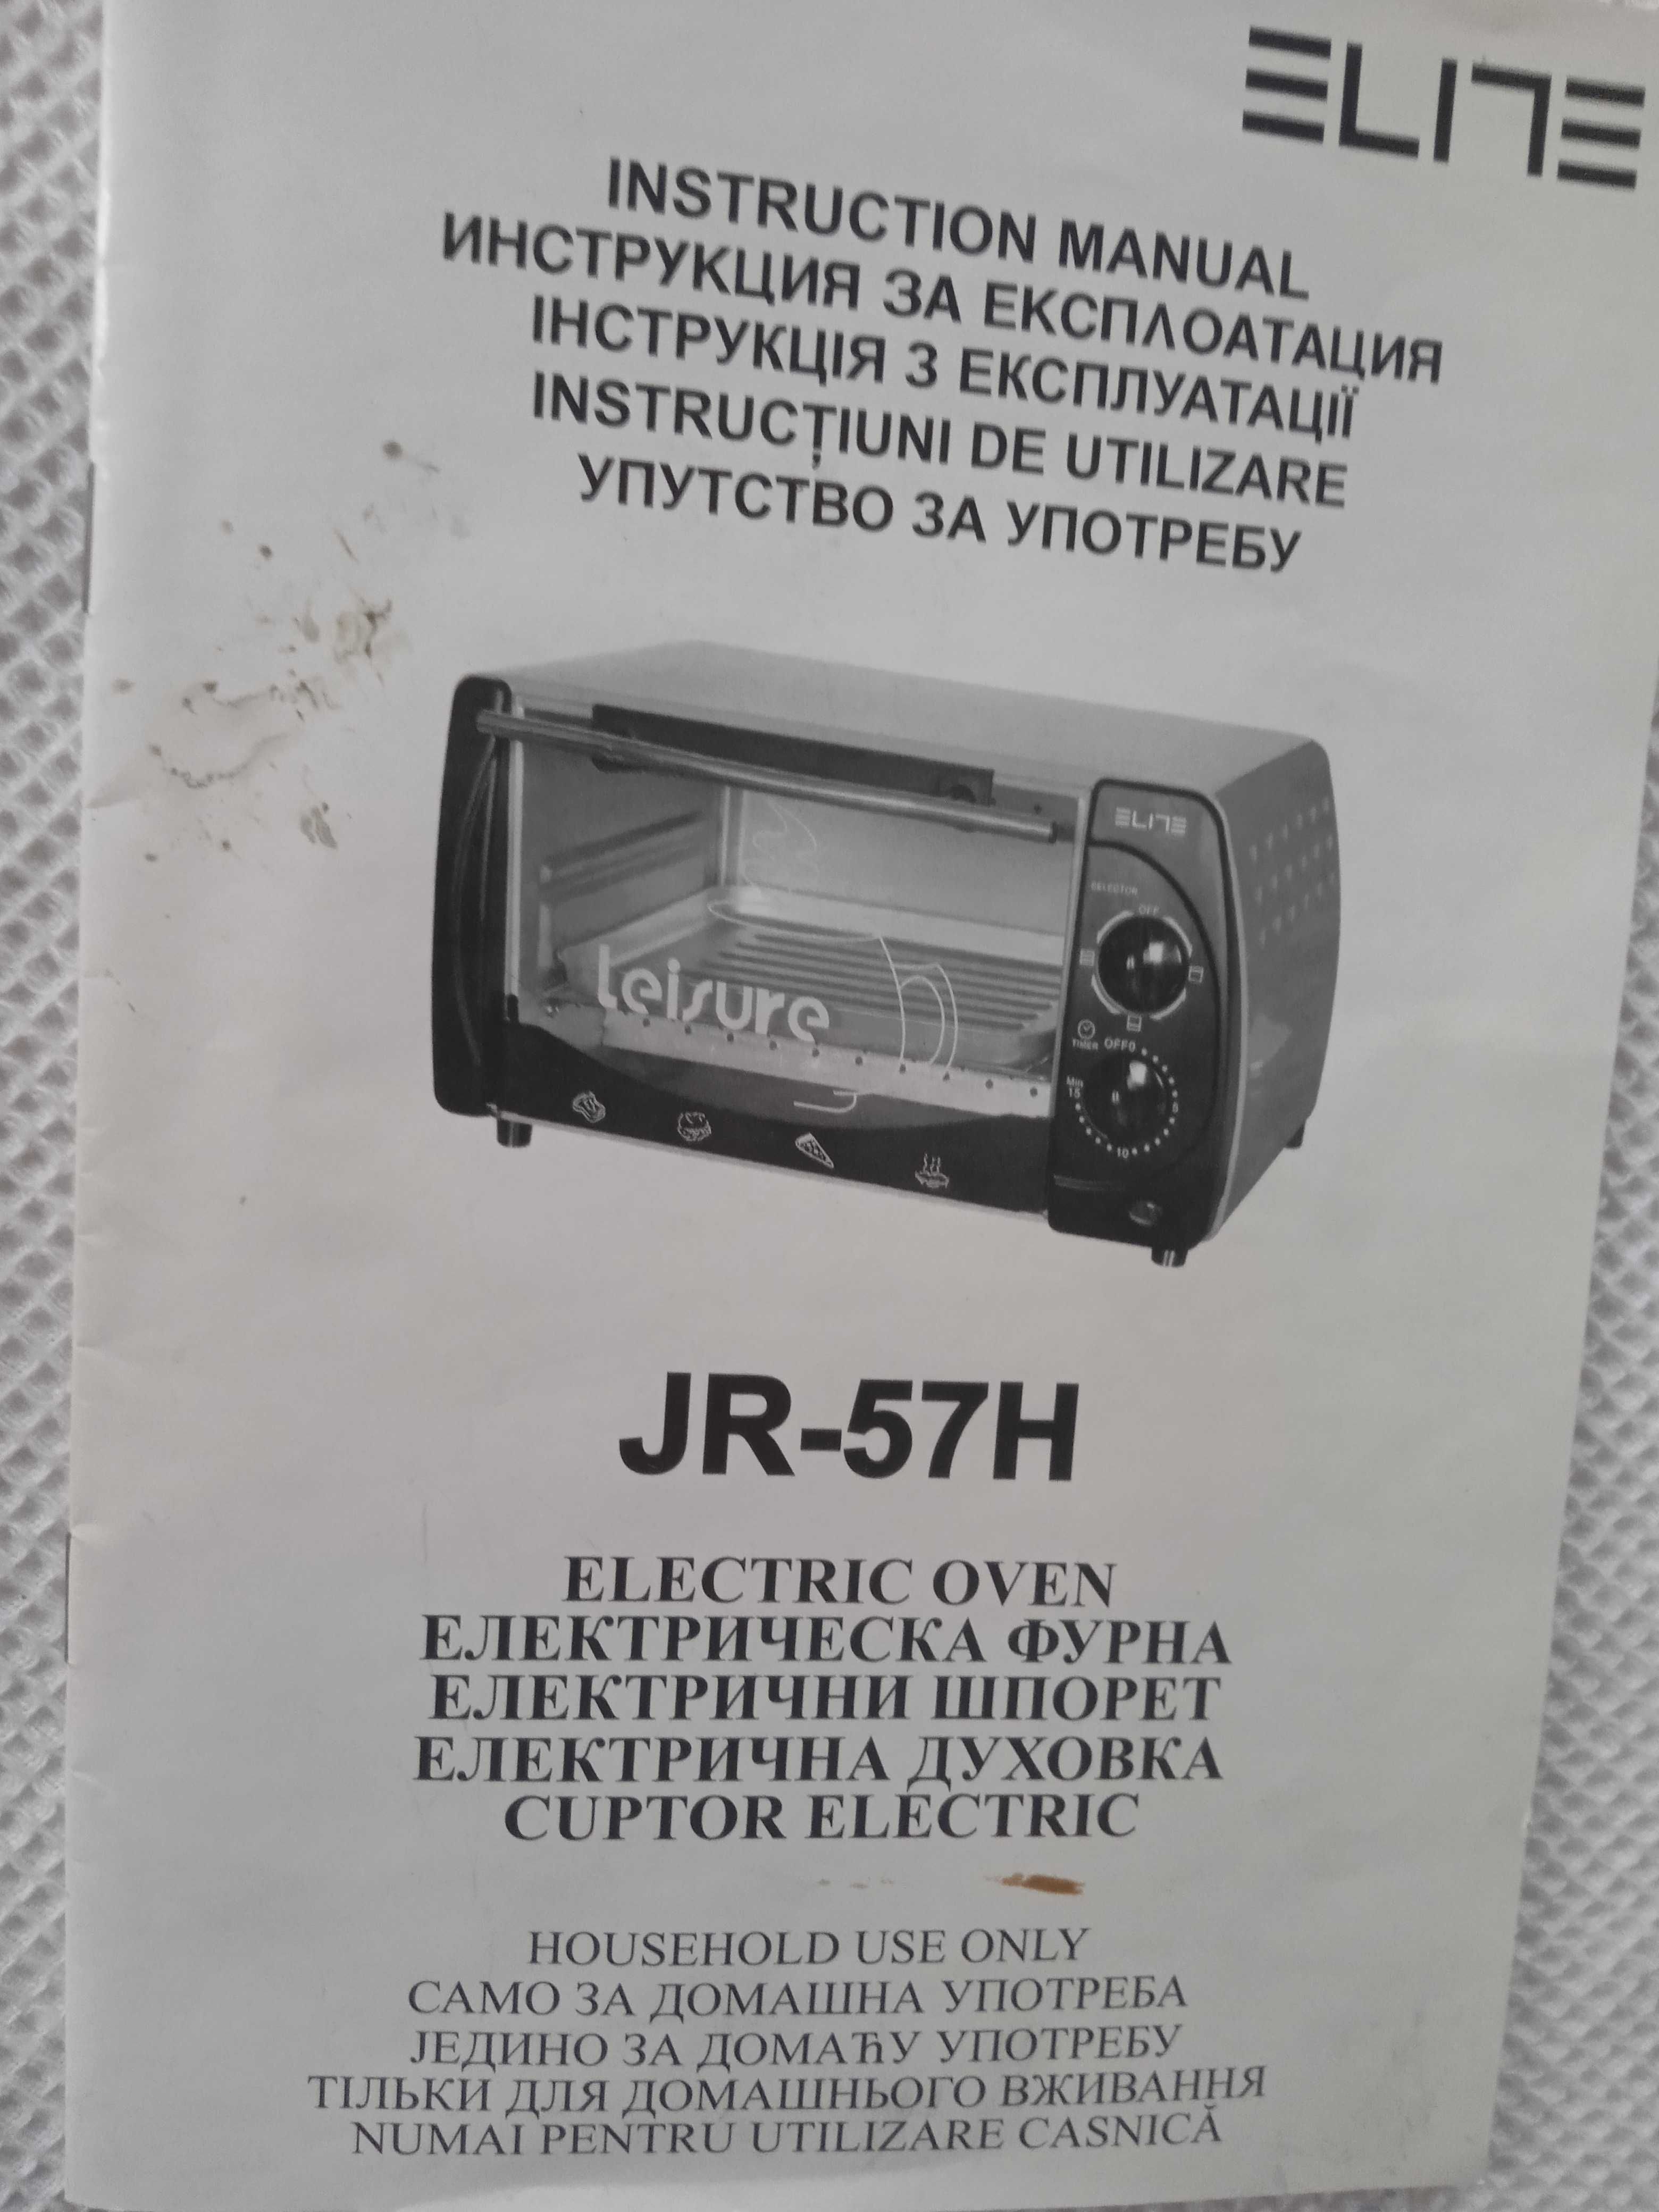 ELITE
INSTRUCTION MANUAL
ИНСТРУКЦИЯ ЗА ЕКСПЛОАТАЦИЯ
ІНСТРУКЦІЯ З ЕКСПЛУАТАЦІЇ
INSTRUCȚIUNI DE UTILIZARE
УПУТСТВО ЗА УПОТРЕБУ
ELITE
SELECTOR
OFF
Leisure
TIMER OFF 0
Min
15
10
JR-57H
ELECTRIC OVEN
ЕЛЕКТРИЧЕСКА ФУРНА
ЕЛЕКТРИЧНИ ШПОРЕТ
ЕЛЕКТРИЧНА ДУХОВКА
CUPTOR ELECTRIC
HOUSEHOLD USE ONLY
САМО ЗА ДОМАШНА УПОТРЕБА
ЈЕДИНО ЗА ДОМАЋУ УПОТРЕБУ
ТІЛЬКИ ДЛЯ ДОМАШНЬОГО ВЖИВАННЯ
NUMAI PENTRU UTILIZARE CASNICĂ